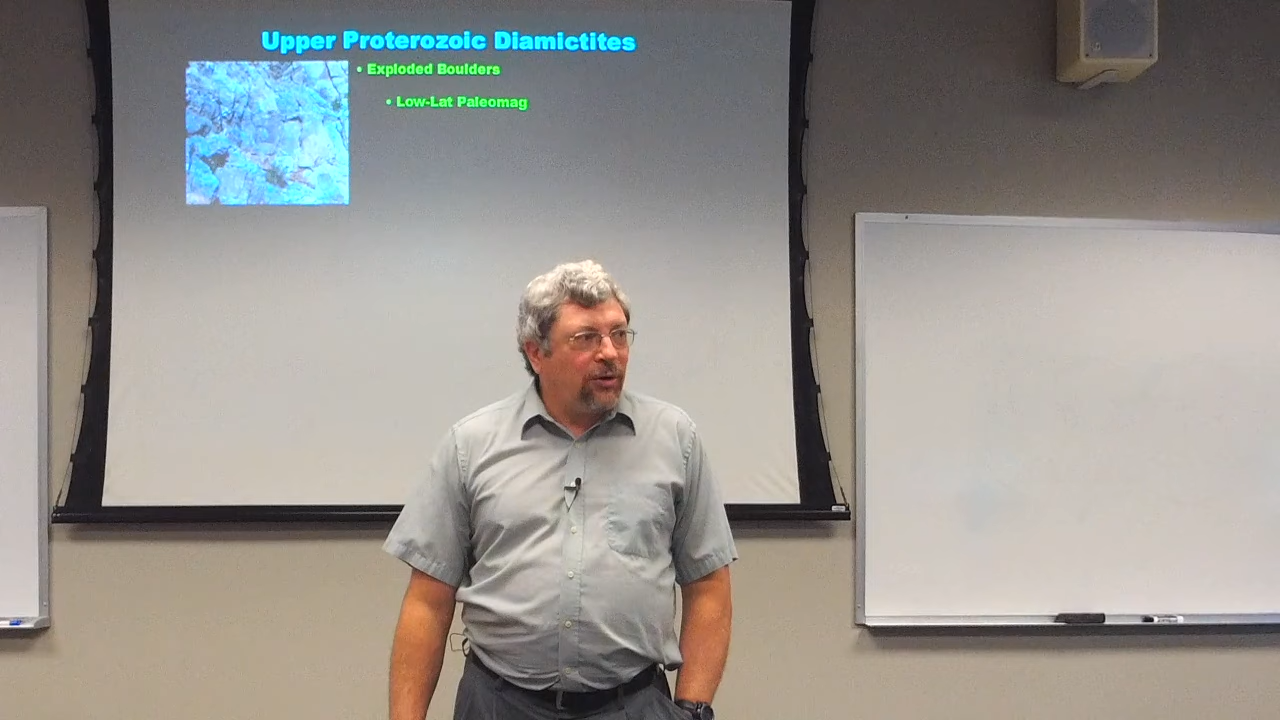 Upper Proterozoic Diamictites
• Exploded Boulders
• Low-Lat Paleomag